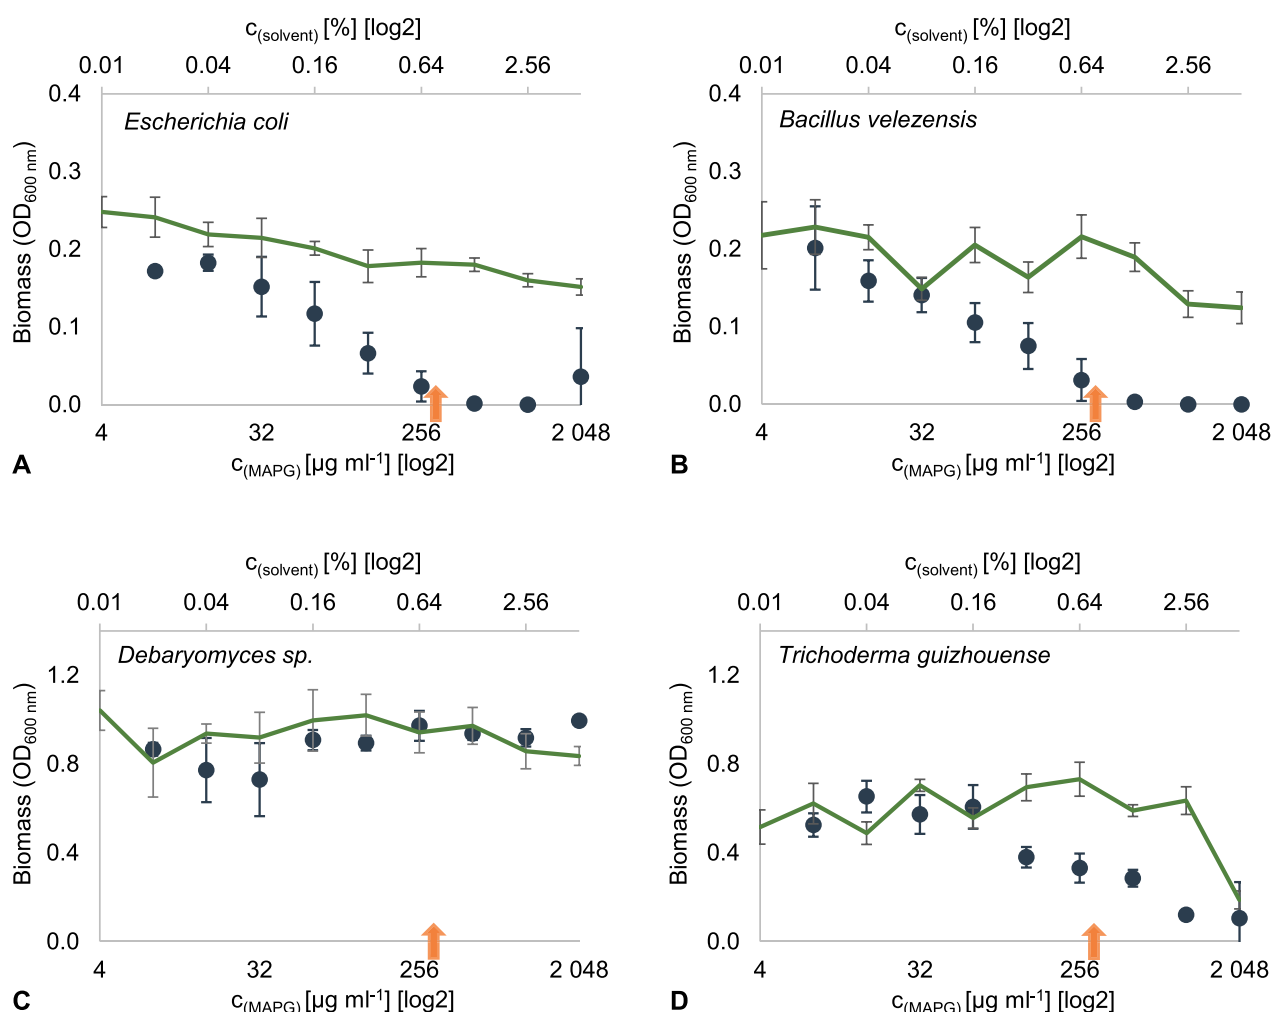 c(solvent) [%] [log2]
0.01 0.04 0.16 0.64 2.56
0.4
Escherichia coli
0.3
0.2
0.1
0.0
Biomass (OD600 nm)
4 32 256 2 048
A c(MAPG) [µg ml-1] [log2]
c(solvent) [%] [log2]
0.01 0.04 0.16 0.64 2.56
0.4
Bacillus velezensis
0.3
0.2
0.1
0.0
Biomass (OD600 nm)
4 32 256 2 048
B c(MAPG) [µg ml-1] [log2]
c(solvent) [%] [log2]
0.01 0.04 0.16 0.64 2.56
Debaryomyces sp.
1.2
0.8
0.4
0.0
Biomass (OD600 nm)
4 32 256 2 048
C c(MAPG) [µg ml-1] [log2]
c(solvent) [%] [log2]
0.01 0.04 0.16 0.64 2.56
Trichoderma guizhouense
1.2
0.8
0.4
0.0
Biomass (OD600 nm)
4 32 256 2 048
D c(MAPG) [µg ml-1] [log2]